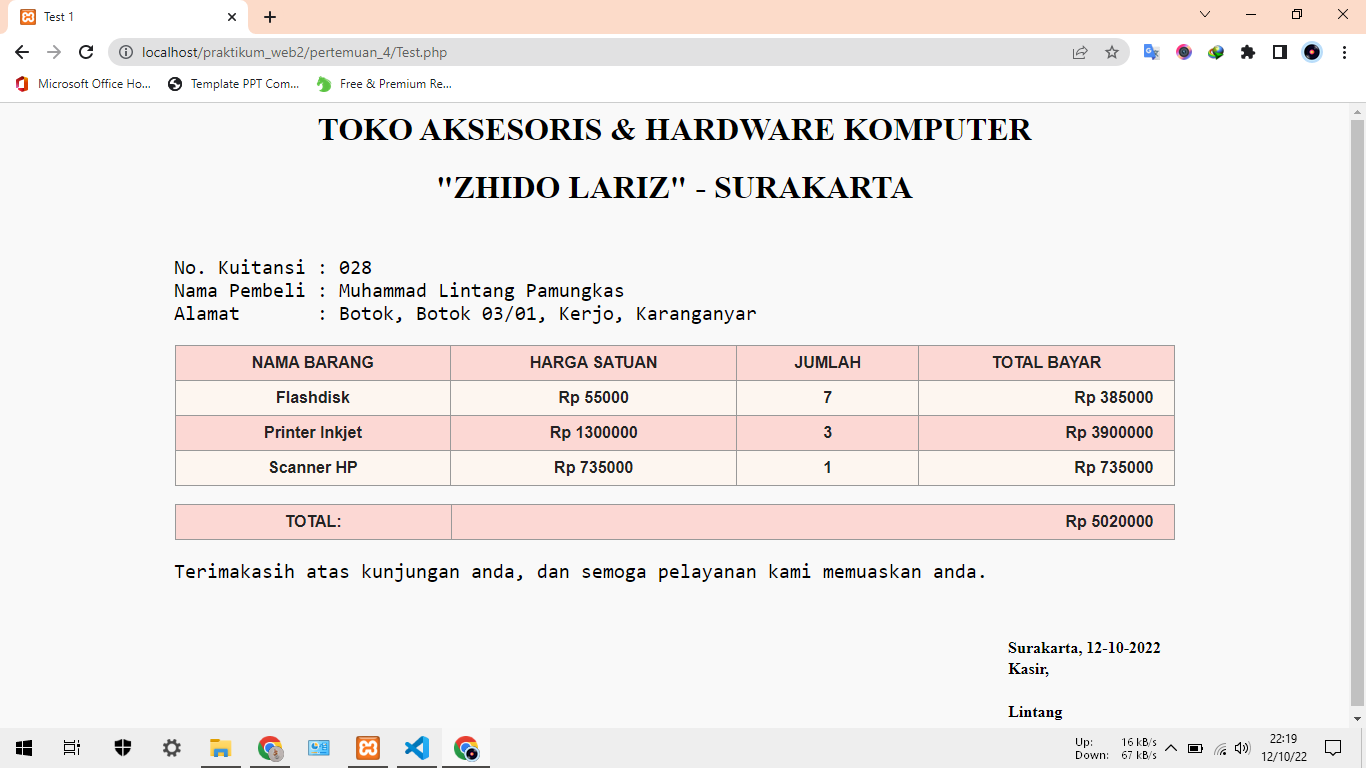 Test 1
localhost/praktikum_web2/pertemuan_4/Test.php
Microsoft Office Ho... Template PPT Com... Free & Premium Re...
TOKO AKSESORIS & HARDWARE KOMPUTER
"ZHIDO LARIZ" - SURAKARTA
No. Kuitansi : 028
Nama Pembeli : Muhammad Lintang Pamungkas
Alamat : Botok, Botok 03/01, Kerjo, Karanganyar
NAMA BARANG HARGA SATUAN JUMLAH TOTAL BAYAR
Flashdisk Rp 55000 7 Rp 385000
Printer Inkjet Rp 1300000 3 Rp 3900000
Scanner HP Rp 735000 1 Rp 735000
TOTAL: Rp 5020000
Terimakasih atas kunjungan anda, dan semoga pelayanan kami memuaskan anda.
Surakarta, 12-10-2022
Kasir,
Lintang
Up: 16 kB/s
Down: 67 kB/s
22:19
12/10/22